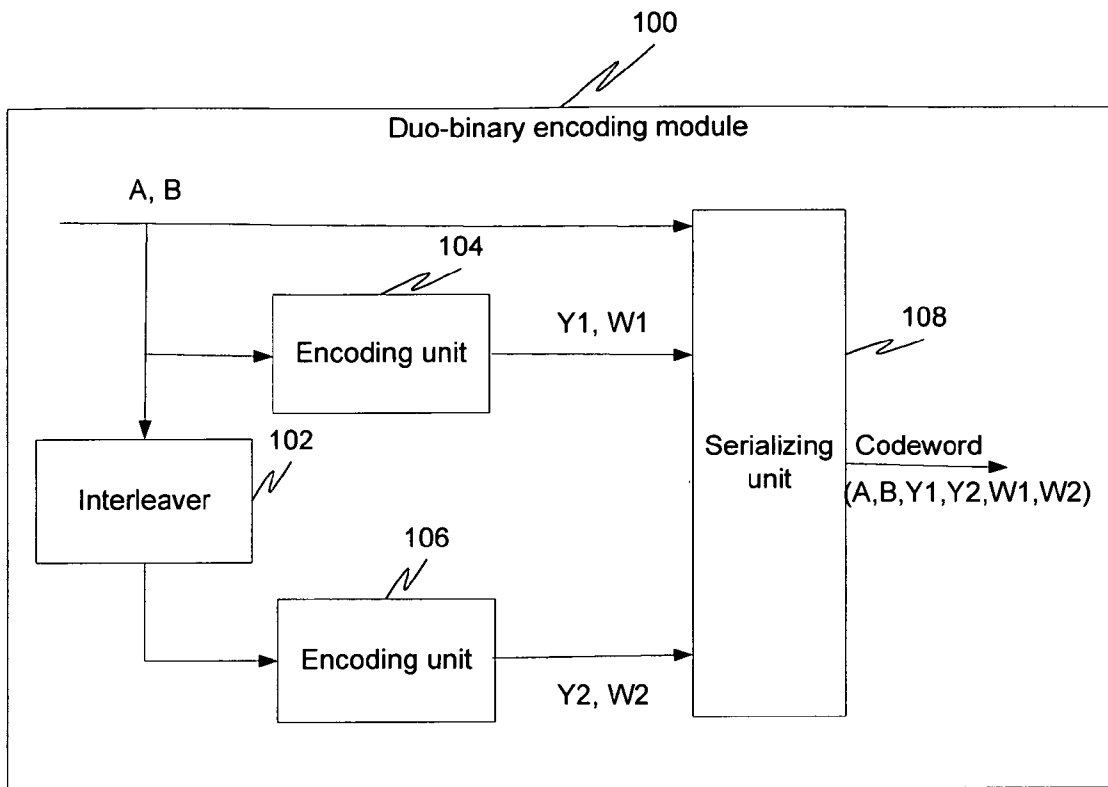 100
Duo-binary encoding module
A, B
104
Encoding unit
Y1, W1
108
102
Interleaver
Serializing
unit
Codeword
(A,B,Y1,Y2,W1,W2)
106
Encoding unit
Y2, W2